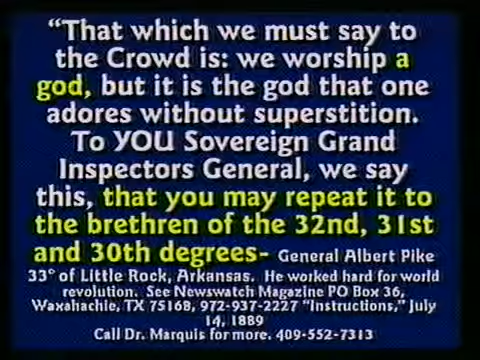 “That which we must say to
the Crowd is: we worship a
god, but it is the god that one
adores without superstition.
To YOU Sovereign Grand
Inspectors General, we say
this, that you may repeat it to
the brethren of the 32nd, 31st
and 30th degrees- General Albert Pike
33° of Little Rock, Arkansas. He worked hard for world
revolution. See Newswatch Magazine PO Box 36,
Waxahachie, TX 75168, 972-937-2227 "Instructions," July
14, 1889
Call Dr. Marquis for more. 409-552-7313